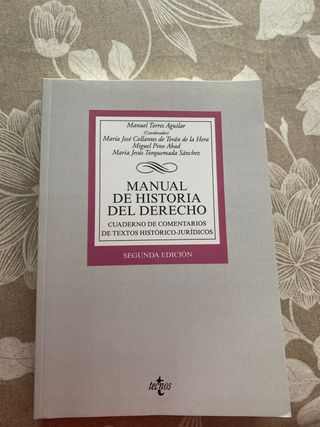 Manuel Torres Aguilar
(Coordinador)
María José Collantes de Terán de la Hera
Miguel Pino Abad
María Jesús Torquemada Sánchez
MANUAL
DE HISTORIA
DEL DERECHO
CUADERNO DE COMENTARIOS
DE TEXTOS HISTÓRICO-JURÍDICOS
SEGUNDA EDICIÓN
tecnos